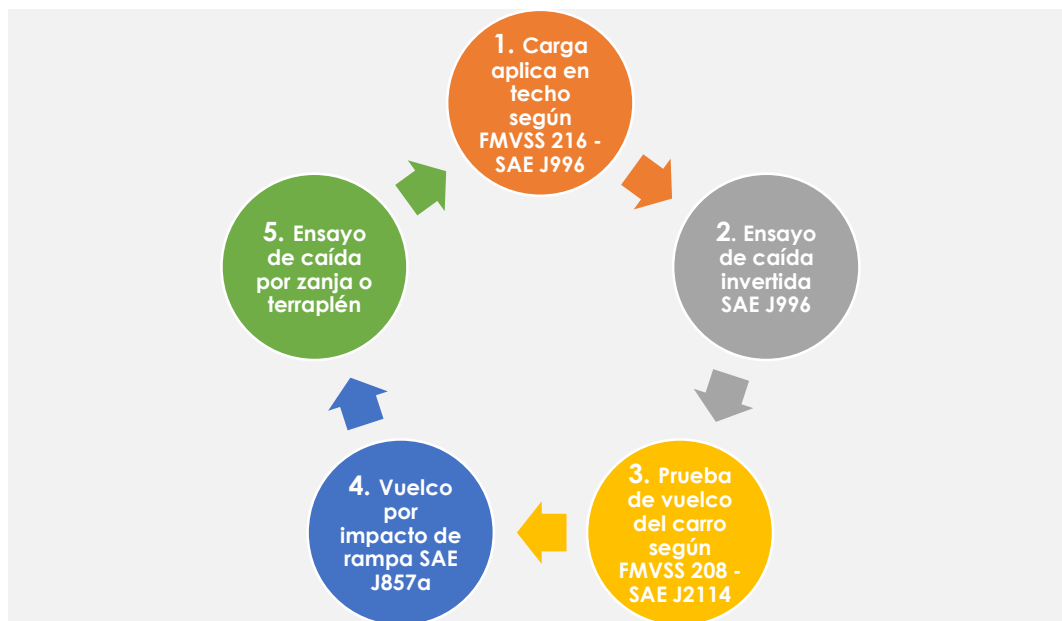 1. Carga
aplica en
techo
según
FMVSS 216 -
SAE J996
2. Ensayo
de caída
invertida
SAE J996
3. Prueba
de vuelco
del carro
según
FMVSS 208 -
SAE J2114
4. Vuelco
por
impacto de
rampa SAE
J857a
5. Ensayo
de caída
por zanja o
terraplén